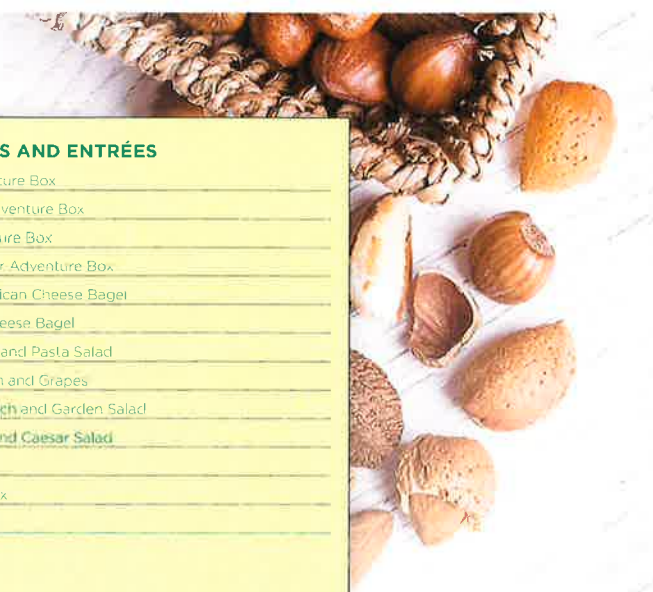 S AND ENTRÉES
ture Box
venture Box
ure Box
r Adventure Box
ican Cheese Bagel
eese Bagel
and Pasta Salad
n and Grapes
ch and Garden Salad
nd Caesar Salad
x